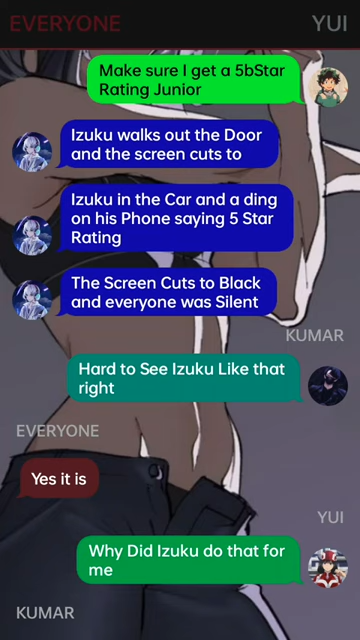 EVERYONE
YUI
Make sure I get a 5bStar
Rating Junior
Izuku walks out the Door
and the screen cuts to
Izuku in the Car and a ding
on his Phone saying 5 Star
Rating
The Screen Cuts to Black
and everyone was Silent
KUMAR
Hard to See Izuku Like that
right
EVERYONE
Yes it is
YUI
Why Did Izuku do that for
me
KUMAR